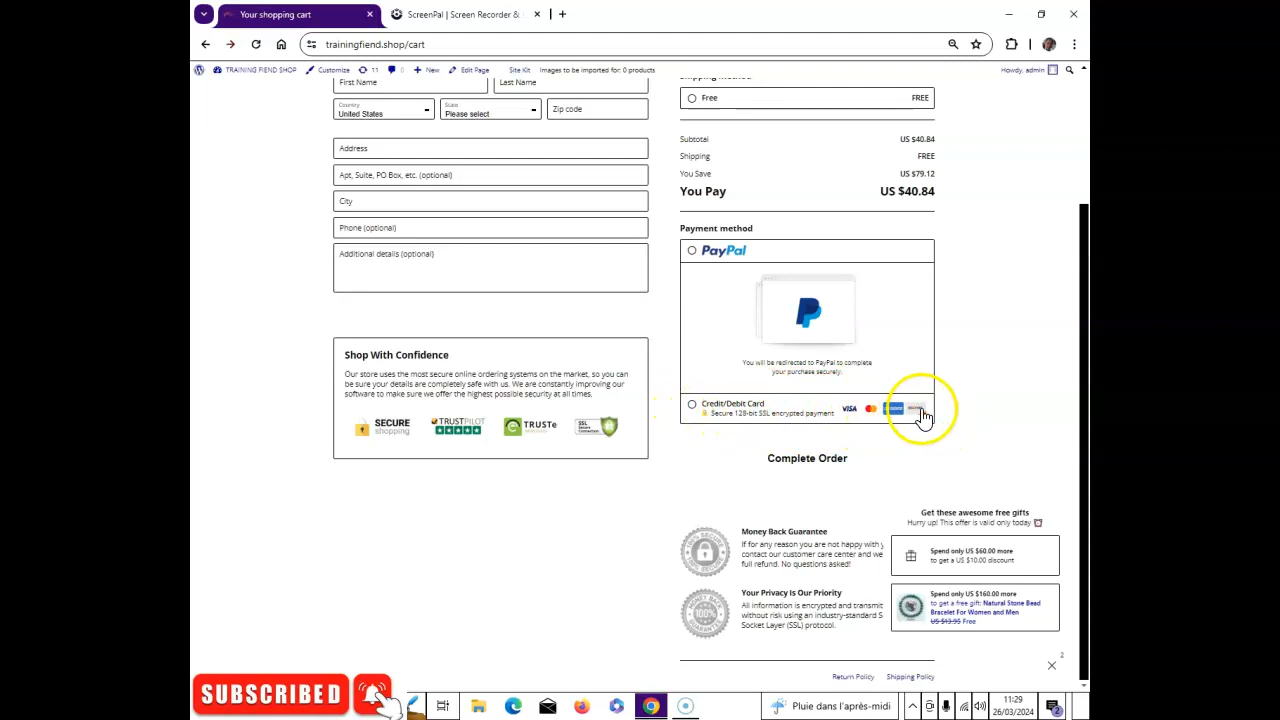 Your shopping cart
ScreenPal | Screen Recorder &
trainingfiend.shop/cart
TRAINING FIEND SHOP
Customize
11
0
New
Edit Page
Site Kit
Images to be imported for: 0 products
Howdy, admin
First Name
Last Name
Country
United States
State
Please select
Zip code
Address
Apt, Suite, PO Box, etc. (optional)
City
Phone (optional)
Additional details (optional)
Shop With Confidence
Our store uses the most secure online ordering systems on the market, so you can
be sure your details are completely safe with us. We are constantly improving our
software to make sure we offer the highest possible security at all times.
SECURE
shopping
TRUSTPILOT
TRUSTe
SSL
Secure
Connection
Shipping Method
Free
FREE
Subtotal
US $40.84
Shipping
FREE
You Save
US $79.12
You Pay
US $40.84
Payment method
PayPal
You will be redirected to PayPal to complete
your purchase securely.
Credit/Debit Card
Secure 128-bit SSL encrypted payment
VISA
Complete Order
Money Back Guarantee
If for any reason you are not happy with y
contact our customer care center and we
full refund. No questions asked!
Your Privacy Is Our Priority
All information is encrypted and transmit
without risk using an industry-standard S
Socket Layer (SSL) protocol.
100%
Get these awesome free gifts
Hurry up! This offer is valid only today
Spend only US $60.00 more
to get a US $10.00 discount
Spend only US $160.00 more
to get a free gift: Natural Stone Bead
Bracelet For Women and Men
US $13.95 Free
2
Return Policy
Shipping Policy
SUBSCRIBED
Pluie dans l'après-midi
11:29
26/03/2024
2